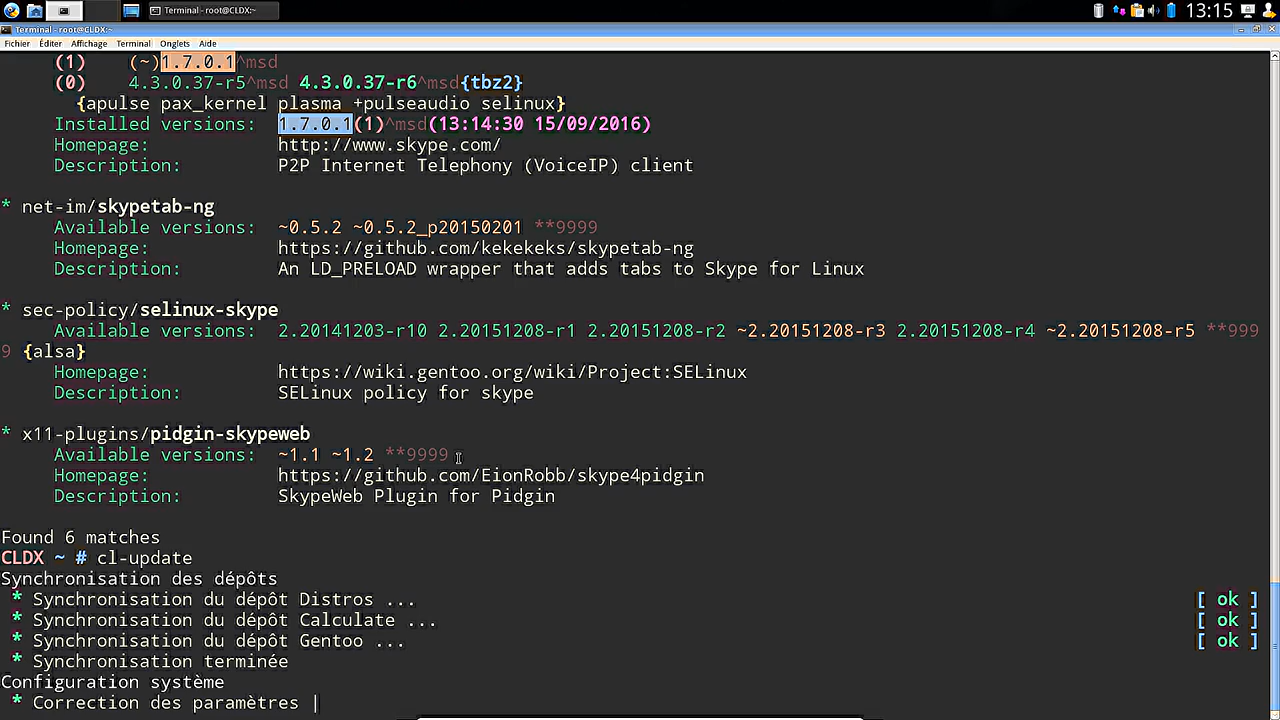 Terminal - root@CLDX:~
13:15
Terminal - root@CLDX:~
Fichier Éditer Affichage Terminal Onglets Aide
(1) (~)1.7.0.1^msd
(0) 4.3.0.37-r5^msd 4.3.0.37-r6^msd{tbz2}
{apulse pax_kernel plasma +pulseaudio selinux}
Installed versions: 1.7.0.1(1)^msd(13:14:30 15/09/2016)
Homepage: http://www.skype.com/
Description: P2P Internet Telephony (VoiceIP) client
* net-im/skypetab-ng
Available versions: ~0.5.2 ~0.5.2_p20150201 **9999
Homepage: https://github.com/kekekeks/skypetab-ng
Description: An LD_PRELOAD wrapper that adds tabs to Skype for Linux
* sec-policy/selinux-skype
Available versions: 2.20141203-r10 2.20151208-r1 2.20151208-r2 ~2.20151208-r3 2.20151208-r4 ~2.20151208-r5 **999
9 {alsa}
Homepage: https://wiki.gentoo.org/wiki/Project:SELinux
Description: SELinux policy for skype
* x11-plugins/pidgin-skypeweb
Available versions: ~1.1 ~1.2 **9999
Homepage: https://github.com/EionRobb/skype4pidgin
Description: SkypeWeb Plugin for Pidgin
Found 6 matches
CLDX ~ # cl-update
Synchronisation des dépôts
* Synchronisation du dépôt Distros ... [ ok ]
* Synchronisation du dépôt Calculate ... [ ok ]
* Synchronisation du dépôt Gentoo ... [ ok ]
* Synchronisation terminée
Configuration système
* Correction des paramètres |